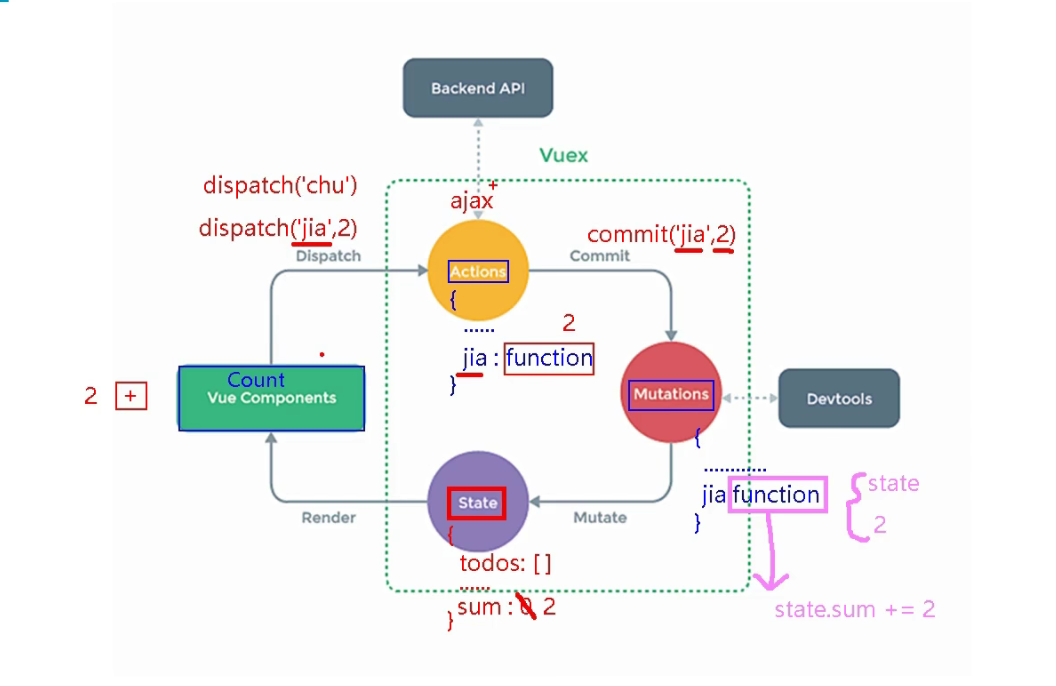 Backend API
Vuex
dispatch('chu')
ajax+
dispatch('jia',2)
commit('jia',2)
Dispatch
Commit
Actions
{
......
2
jia : function
}
Count
Vue Components
2 +
Mutations
Devtools
{
............
jia function
}
state
2
State
Render
Mutate
{
todos: []
......
sum : 0 2
}
state.sum += 2